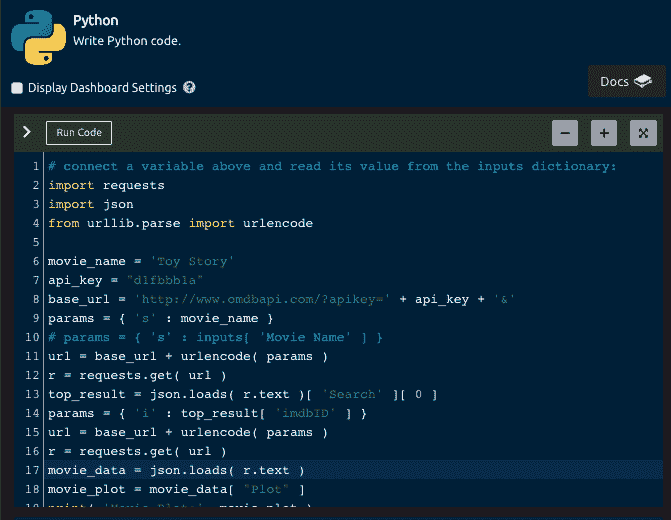 Python
Write Python code.
Display Dashboard Settings ?
Docs
Run Code
1 # connect a variable above and read its value from the inputs dictionary:
2 import requests
3 import json
4 from urllib.parse import urlencode
5
6 movie_name = 'Toy Story'
7 api_key = "d1fbbb1a"
8 base_url = 'http://www.omdbapi.com/?apikey=' + api_key + '&'
9 params = { 's' : movie_name }
10 # params = { 's' : inputs[ 'Movie Name' ] }
11 url = base_url + urlencode( params )
12 r = requests.get( url )
13 top_result = json.loads( r.text )[ 'Search' ][ 0 ]
14 params = { 'i' : top_result[ 'imdbID' ] }
15 url = base_url + urlencode( params )
16 r = requests.get( url )
17 movie_data = json.loads( r.text )
18 movie_plot = movie_data[ "Plot" ]
19 print( 'Movie Plot:', movie_plot )